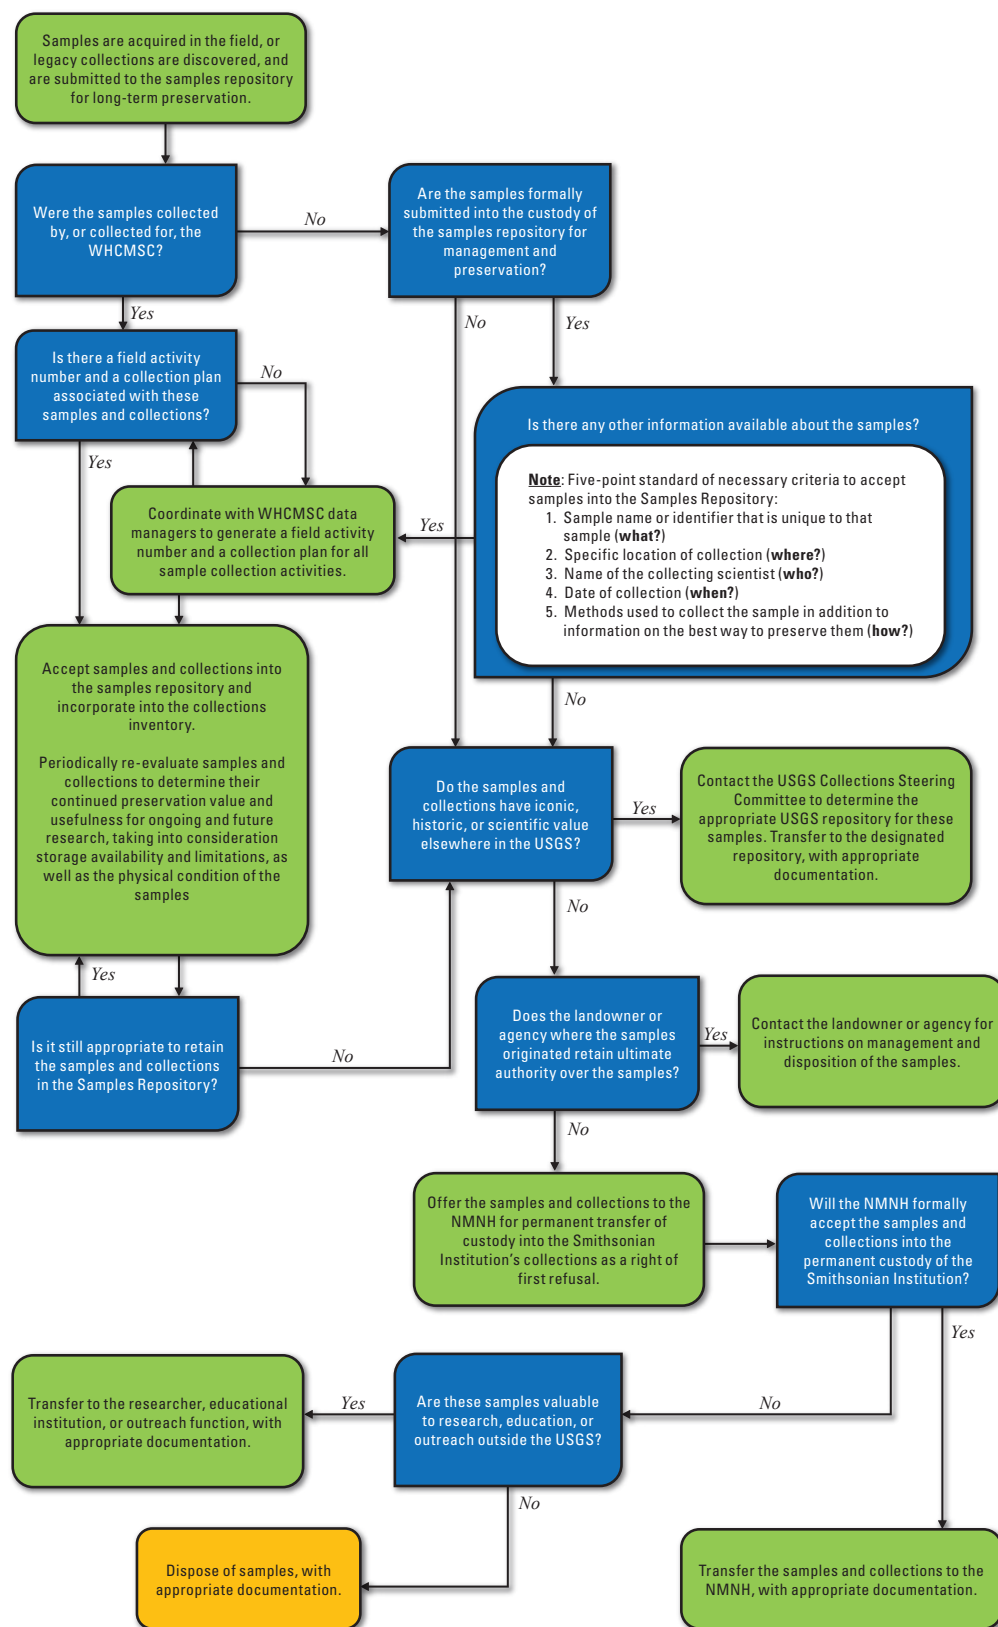 Samples are acquired in the field, or
legacy collections are discovered, and
are submitted to the samples repository
for long-term preservation.
Were the samples collected
by, or collected for, the
WHCMSC?
No
Are the samples formally
submitted into the custody of
the samples repository for
management and
preservation?
Yes
No
Yes
Is there a field activity
number and a collection plan
associated with these
samples and collections?
No
Yes
Is there any other information available about the samples?
Note: Five-point standard of necessary criteria to accept
samples into the Samples Repository:
1. Sample name or identifier that is unique to that
sample (what?)
2. Specific location of collection (where?)
3. Name of the collecting scientist (who?)
4. Date of collection (when?)
5. Methods used to collect the sample in addition to
information on the best way to preserve them (how?)
Yes
Coordinate with WHCMSC data
managers to generate a field activity
number and a collection plan for all
sample collection activities.
No
Accept samples and collections into
the samples repository and
incorporate into the collections
inventory.
Periodically re-evaluate samples and
collections to determine their
continued preservation value and
usefulness for ongoing and future
research, taking into consideration
storage availability and limitations, as
well as the physical condition of the
samples
Do the samples and
collections have iconic,
historic, or scientific value
elsewhere in the USGS?
Yes
Contact the USGS Collections Steering
Committee to determine the
appropriate USGS repository for these
samples. Transfer to the designated
repository, with appropriate
documentation.
No
Yes
Is it still appropriate to retain
the samples and collections
in the Samples Repository?
No
Does the landowner or
agency where the samples
originated retain ultimate
authority over the samples?
Yes
Contact the landowner or agency for
instructions on management and
disposition of the samples.
No
Offer the samples and collections to the
NMNH for permanent transfer of
custody into the Smithsonian
Institution's collections as a right of
first refusal.
Will the NMNH formally
accept the samples and
collections into the
permanent custody of the
Smithsonian Institution?
Yes
No
Are these samples valuable
to research, education, or
outreach outside the USGS?
Yes
Transfer to the researcher, educational
institution, or outreach function, with
appropriate documentation.
No
Dispose of samples, with
appropriate documentation.
Transfer the samples and collections to the
NMNH, with appropriate documentation.